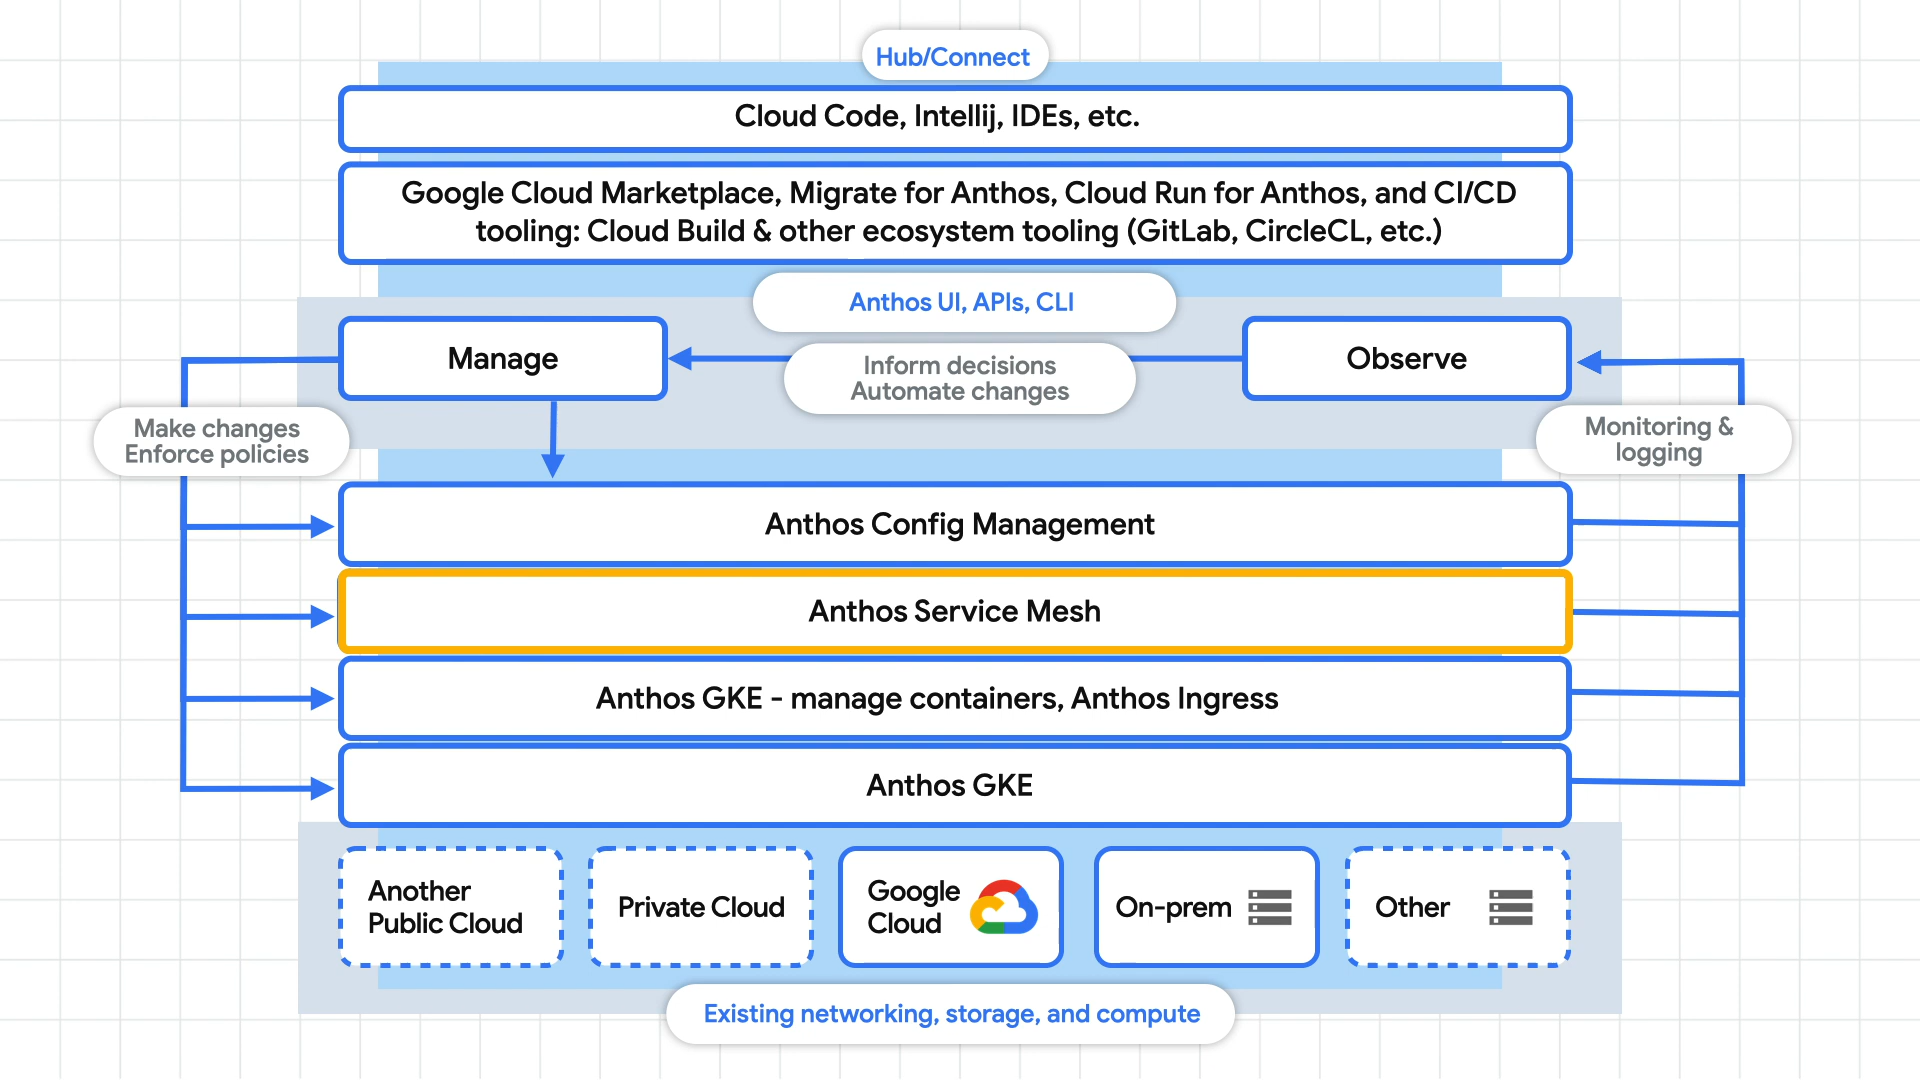 Hub/Connect
Cloud Code, Intellij, IDEs, etc.
Google Cloud Marketplace, Migrate for Anthos, Cloud Run for Anthos, and CI/CD
tooling: Cloud Build & other ecosystem tooling (GitLab, CircleCL, etc.)
Anthos UI, APIs, CLI
Manage
Inform decisions
Automate changes
Observe
Make changes
Enforce policies
Monitoring &
logging
Anthos Config Management
Anthos Service Mesh
Anthos GKE - manage containers, Anthos Ingress
Anthos GKE
Another
Public Cloud
Private Cloud
Google
Cloud
On-prem
Other
Existing networking, storage, and compute